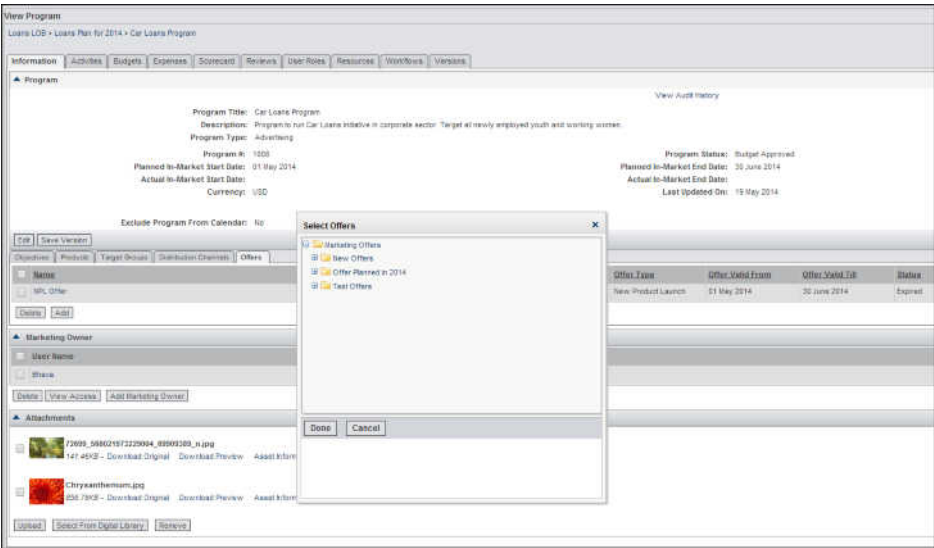 View Program
Loans LOB > Loans Plan for 2014 > Car Loans Program
Information Activities Budgets Expenses Scorecard Reviews User Roles Resources Workflows Versions
Program
View Audit History
Program Title: Car Loans Program
Description: Program to run Car Loans initiative in corporate sector. Target all newly employed youth and working women.
Program Type: Advertising
Program #: 1008 Program Status: Budget Approved
Planned In-Market Start Date: 01 May 2014 Planned In-Market End Date: 30 June 2014
Actual In-Market Start Date: Actual In-Market End Date:
Currency: USD Last Updated On: 19 May 2014
Exclude Program From Calendar: No
Edit Save Version
Objectives Products Target Groups Distribution Channels Offers
Name Offer Type Offer Valid From Offer Valid Till Status
NPL Offer New Product Launch 01 May 2014 30 June 2014 Expired
Delete Add
Select Offers x
Marketing Offers
New Offers
Offer Planned in 2014
Test Offers
Done Cancel
Marketing Owner
User Name
Bhava
Delete View Access Add Marketing Owner
Attachments
141.46KB - Download Original Download Preview Asset Inform
Chrysanthemum.jpg
858.78KB - Download Original Download Preview Asset Inform
Upload Select From Digital Library Remove